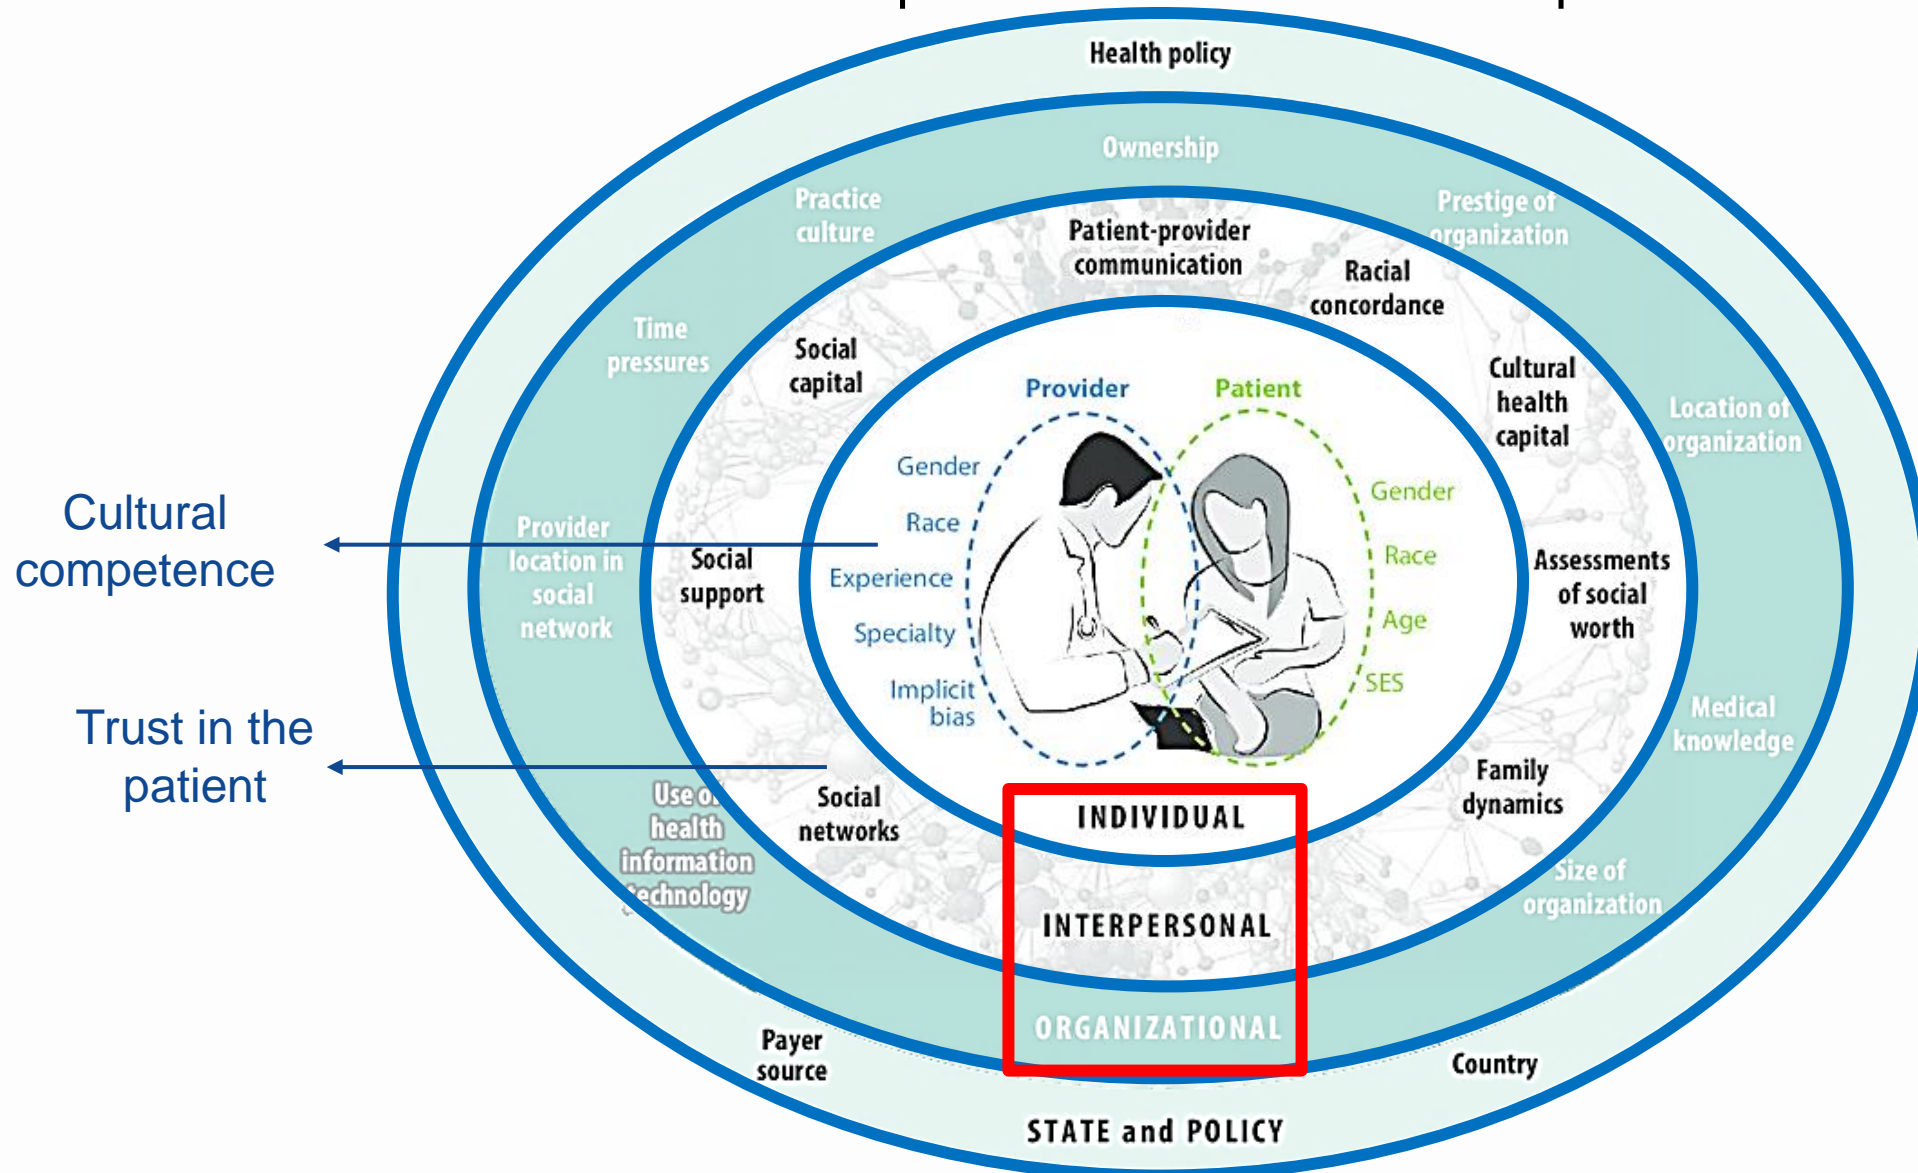 Health policy
Ownership
Practice
culture
Prestige of
organization
Patient-provider
communication
Racial
concordance
Time
pressures
Social
capital
Cultural
health
capital
Location of
organization
Provider
Patient
Gender
Race
Experience
Specialty
Implicit
bias
Gender
Race
Age
SES
Cultural
competence
Provider
location in
social
network
Social
support
Assessments
of social
worth
Trust in the
patient
Medical
knowledge
Use of
health
information
technology
Social
networks
Family
dynamics
Size of
organization
INDIVIDUAL
INTERPERSONAL
ORGANIZATIONAL
Payer
source
Country
STATE and POLICY